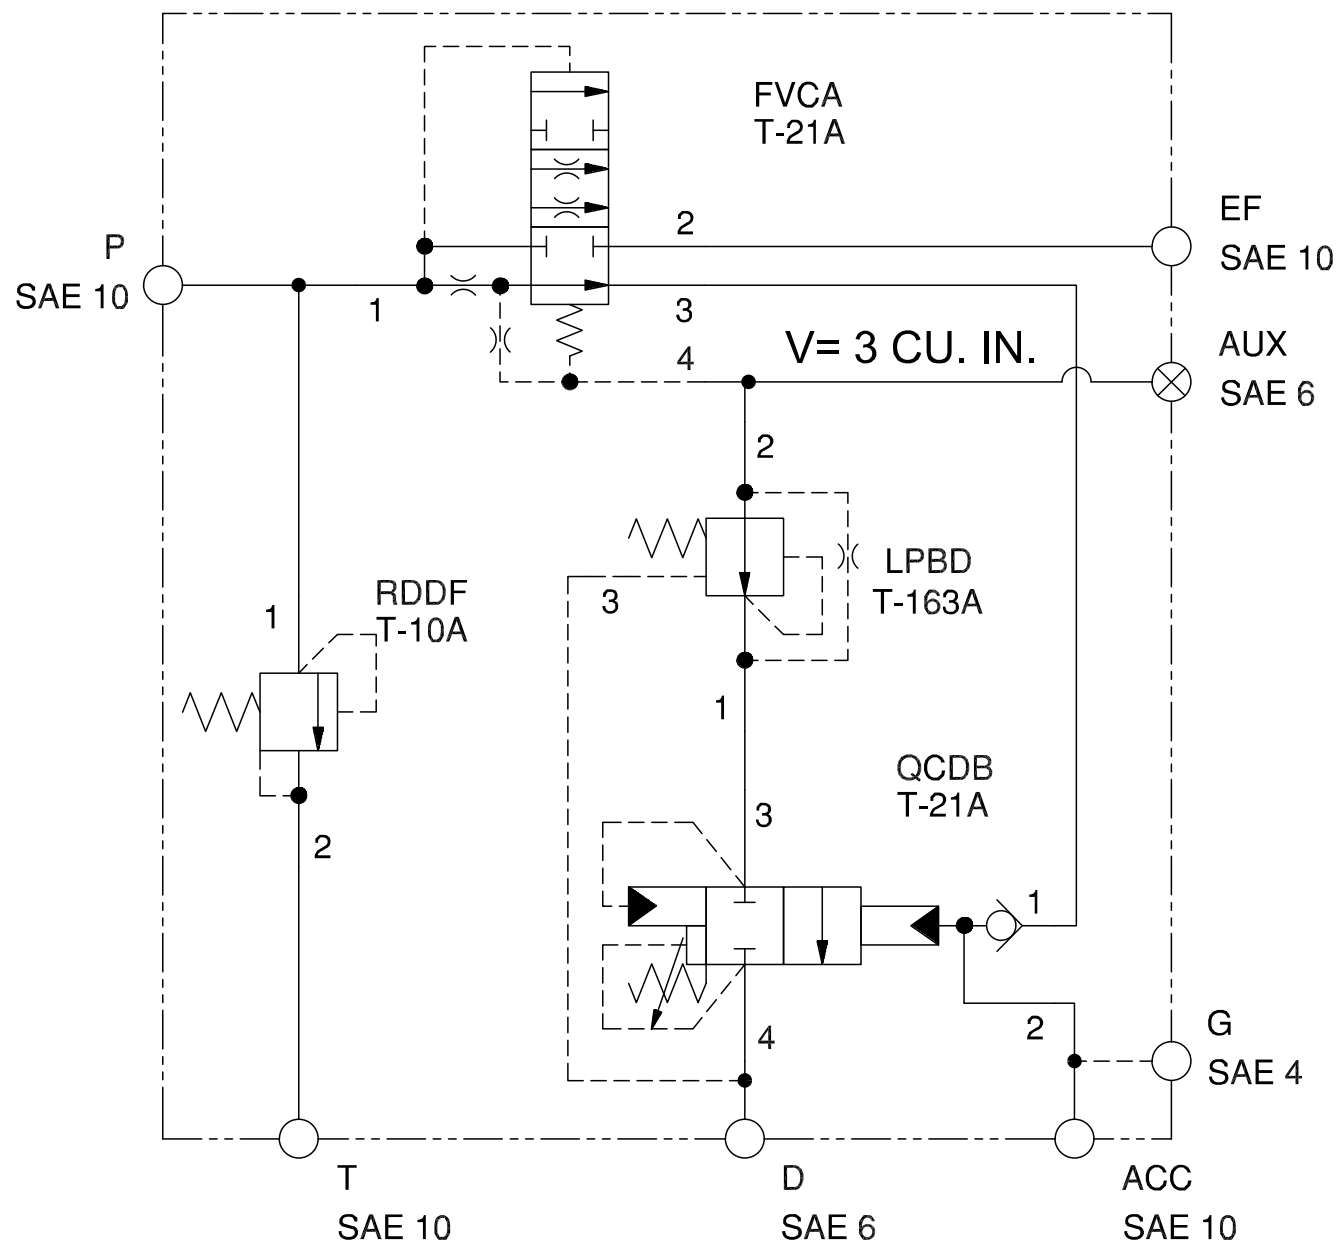 FVCA
T-21A
P
SAE 10
EF
SAE 10
2
1
3
V= 3 CU. IN.
4
AUX
SAE 6
2
LPBD
T-163A
3
RDDF
T-10A
1
1
QCDB
T-21A
3
2
1
4
2
G
SAE 4
T
SAE 10
D
SAE 6
ACC
SAE 10